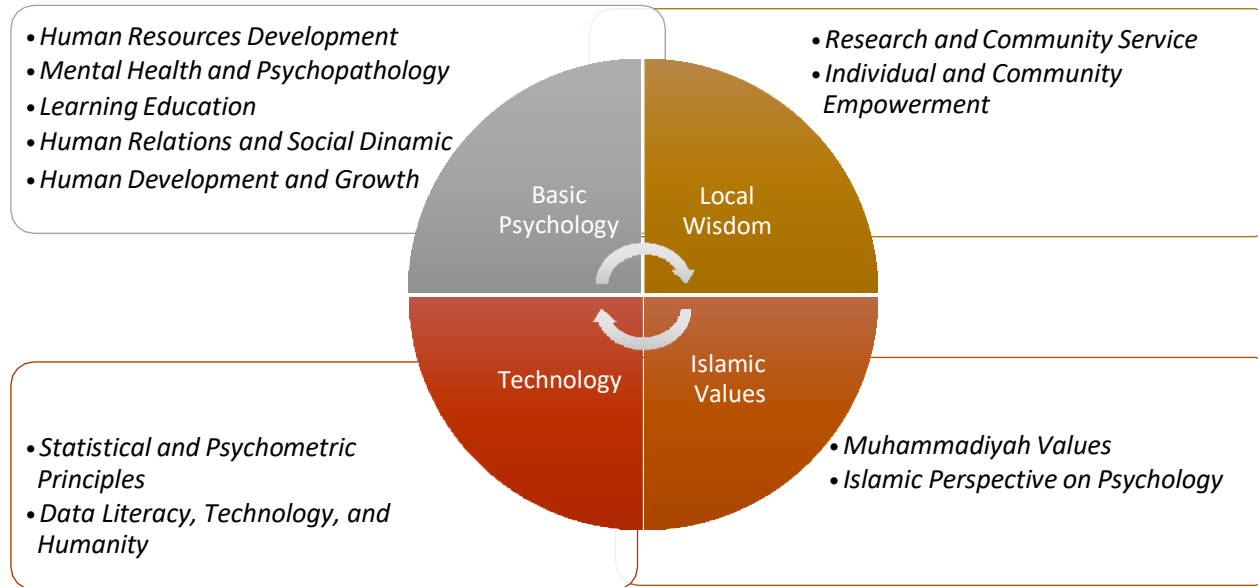 • Human Resources Development
• Mental Health and Psychopathology
• Learning Education
• Human Relations and Social Dinamic
• Human Development and Growth
• Research and Community Service
• Individual and Community
Empowerment
Basic
Psychology
Local
Wisdom
Technology
Islamic
Values
• Statistical and Psychometric
Principles
• Data Literacy, Technology, and
Humanity
• Muhammadiyah Values
• Islamic Perspective on Psychology